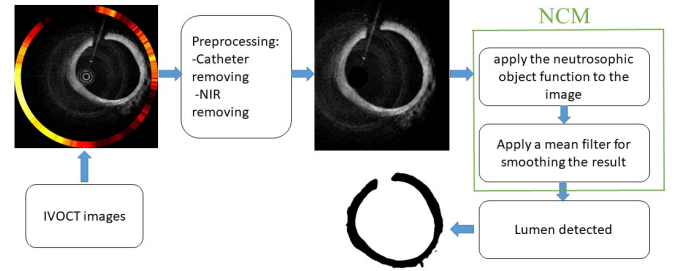 NCM
Preprocessing:
-Catheter
removing
-NIR
removing
apply the neutrosophic
object function to the
image
Apply a mean filter for
smoothing the result
IVOCT images
Lumen detected